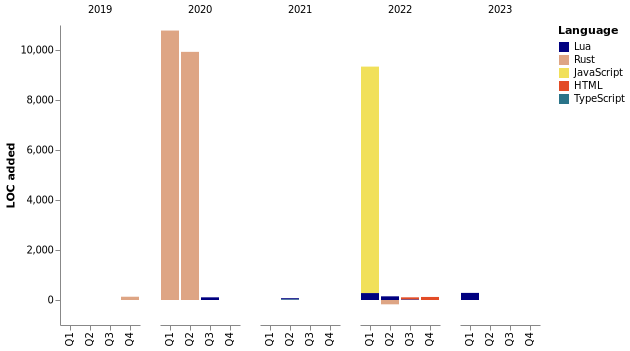 2019 2020 2021 2022 2023
Language
Lua
Rust
JavaScript
HTML
TypeScript
LOC added
10,000
8,000
6,000
4,000
2,000
0
Q1 Q2 Q3 Q4 Q1 Q2 Q3 Q4 Q1 Q2 Q3 Q4 Q1 Q2 Q3 Q4 Q1 Q2 Q3 Q4